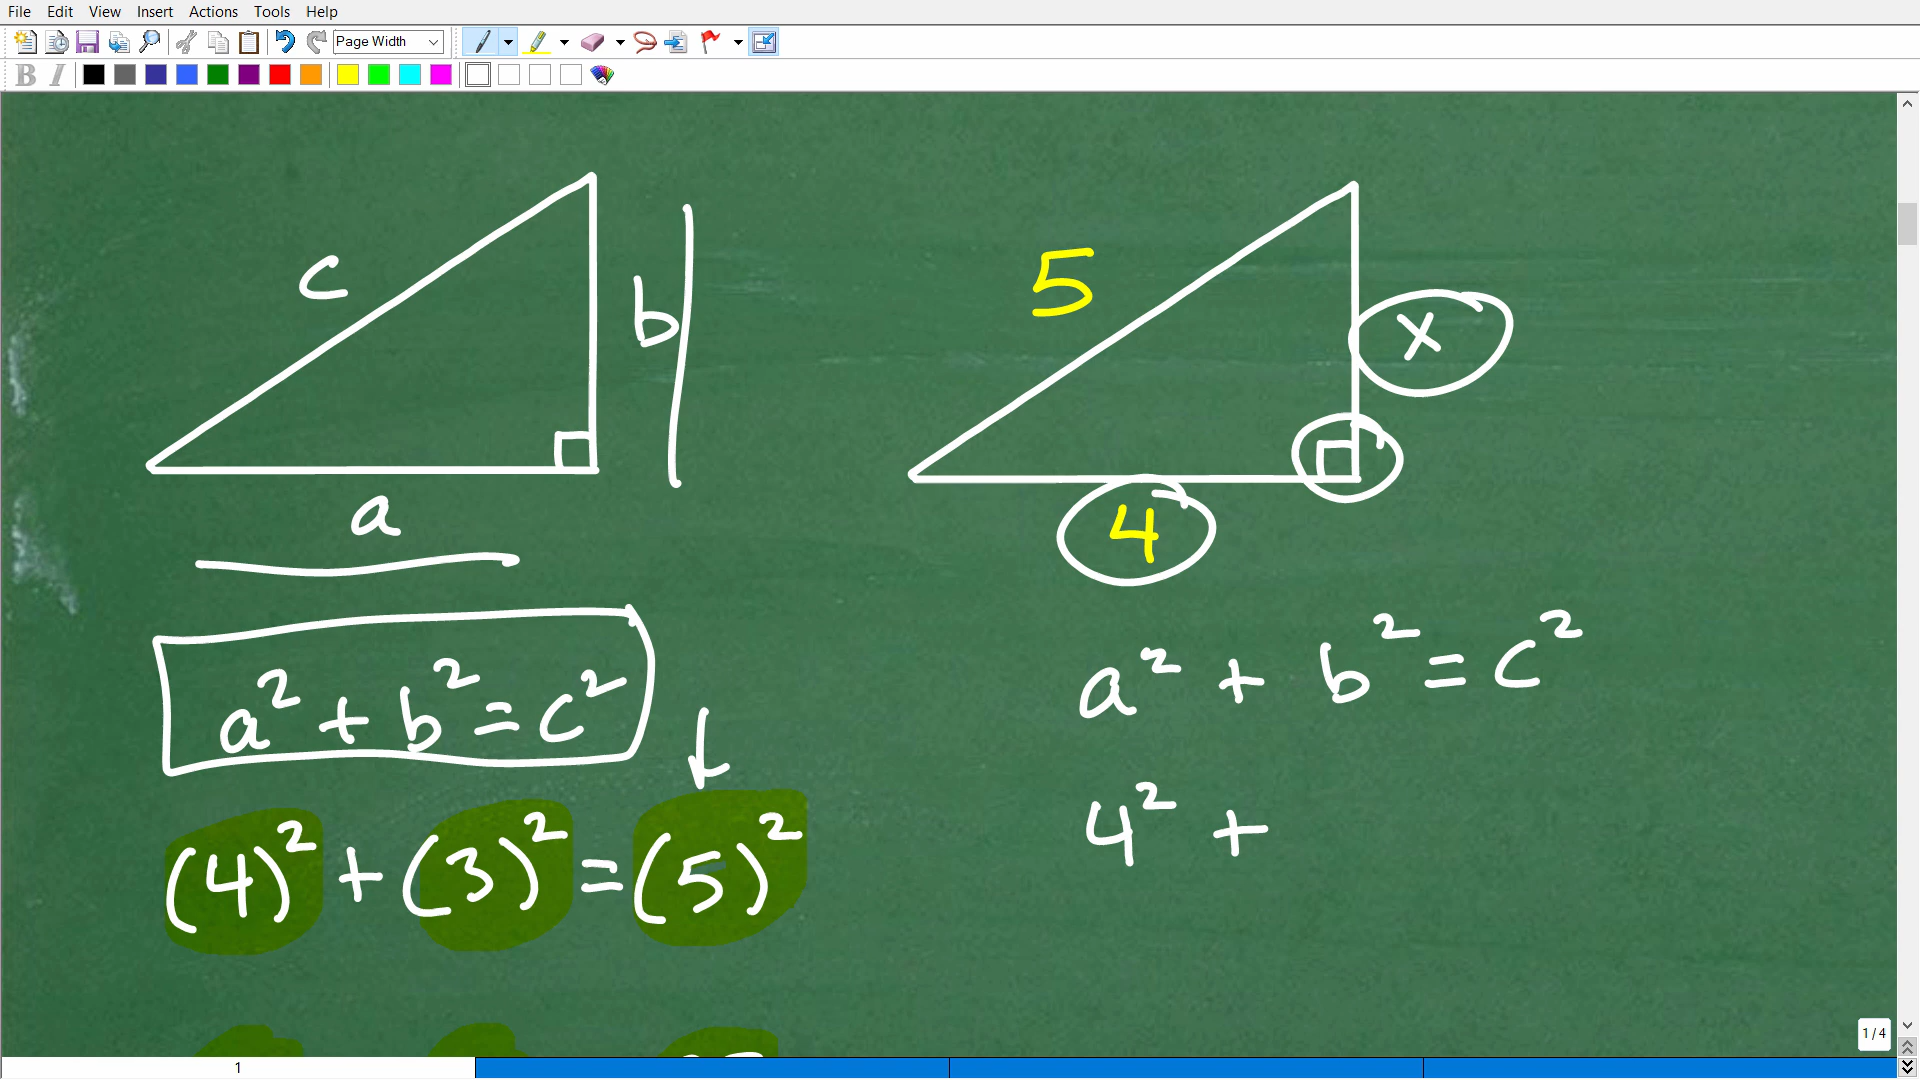 File Edit View Insert Actions Tools Help
Page Width
B I
c
b
a
5
x
4
a² + b² = c²
(4)² + (3)² = (5)²
a² + b² = c²
4² +
1 / 4
1